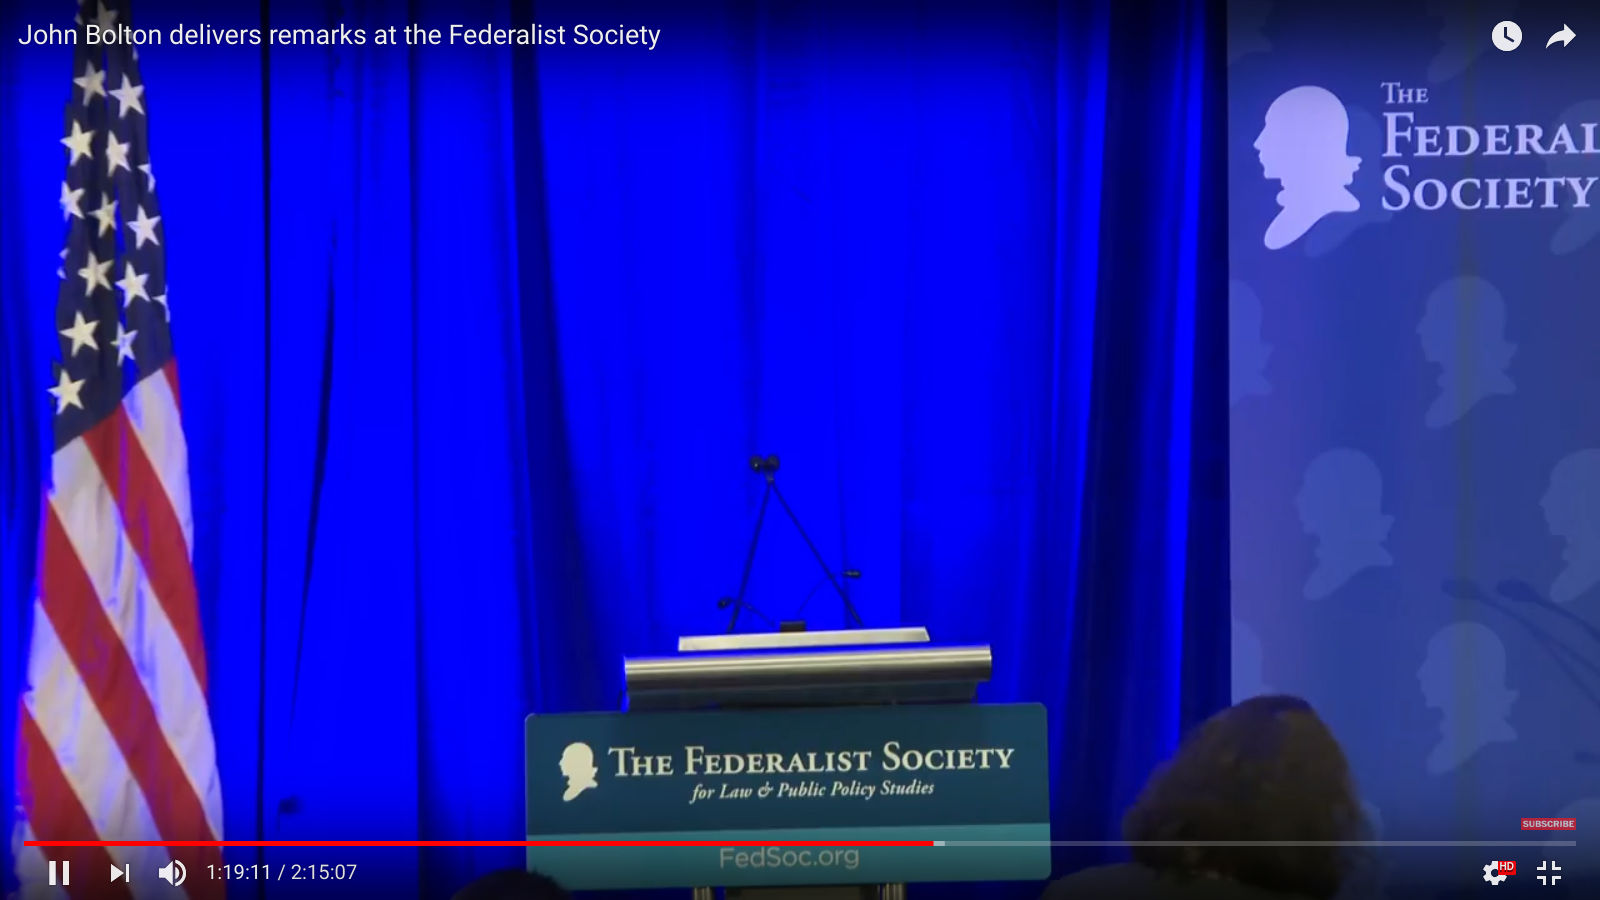 John Bolton delivers remarks at the Federalist Society
THE
FEDERAL
SOCIETY
THE FEDERALIST SOCIETY
for Law & Public Policy Studies
FedSoc.org
SUBSCRIBE
1:19:11 / 2:15:07
HD